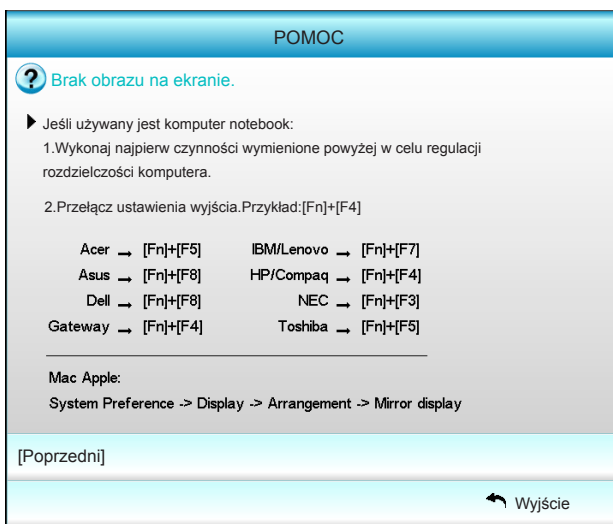 POMOC
Brak obrazu na ekranie.
Jeśli używany jest komputer notebook:
1.Wykonaj najpierw czynności wymienione powyżej w celu regulacji
rozdzielczości komputera.
2.Przełącz ustawienia wyjścia.Przykład:[Fn]+[F4]
Acer → [Fn]+[F5] IBM/Lenovo → [Fn]+[F7]
Asus → [Fn]+[F8] HP/Compaq → [Fn]+[F4]
Dell → [Fn]+[F8] NEC → [Fn]+[F3]
Gateway → [Fn]+[F4] Toshiba → [Fn]+[F5]
Mac Apple:
System Preference -> Display -> Arrangement -> Mirror display
[Poprzedni]
Wyjście